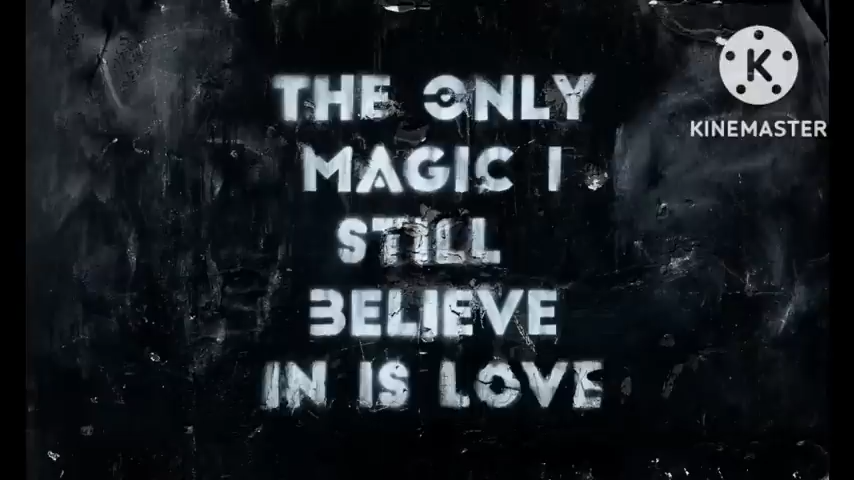 THE ONLY
MAGIC I
STILL
BELIEVE
IN IS LOVE
K
KINEMASTER